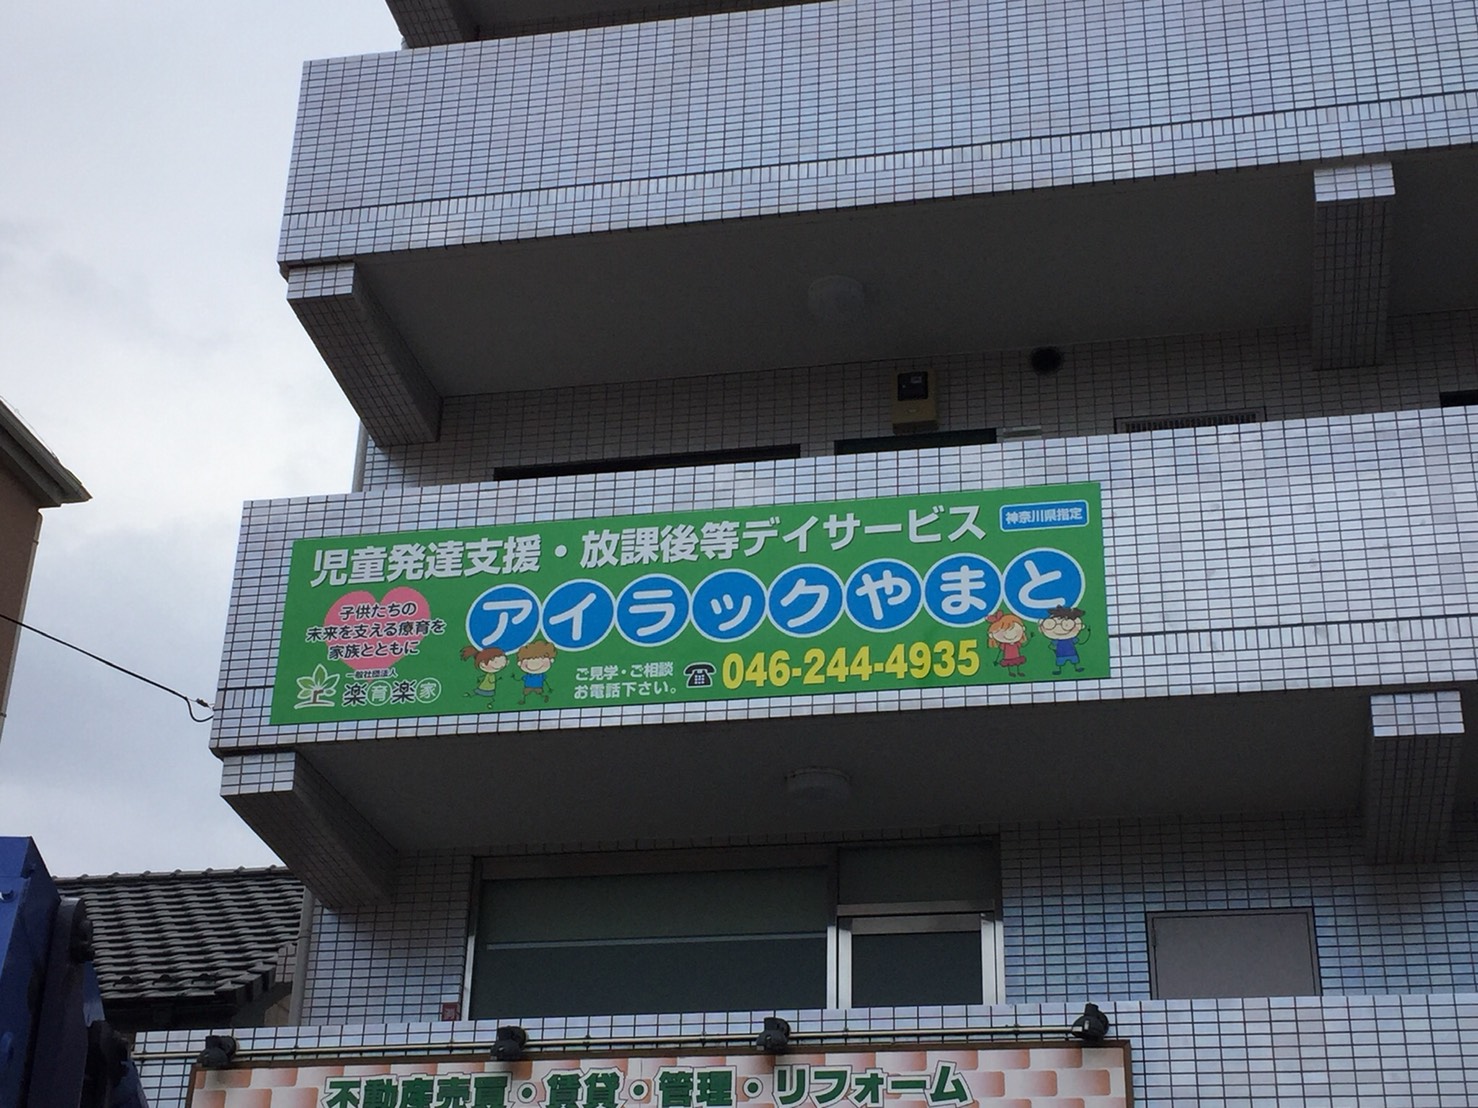 児童発達支援・放課後等デイサービス
神奈川県指定
アイラックやまと
子供たちの
未来を支える療育を
家族とともに
一般社団法人
楽育楽家
ご見学・ご相談
お電話下さい。
046-244-4935
不動産売買・賃貸・管理・リフォーム